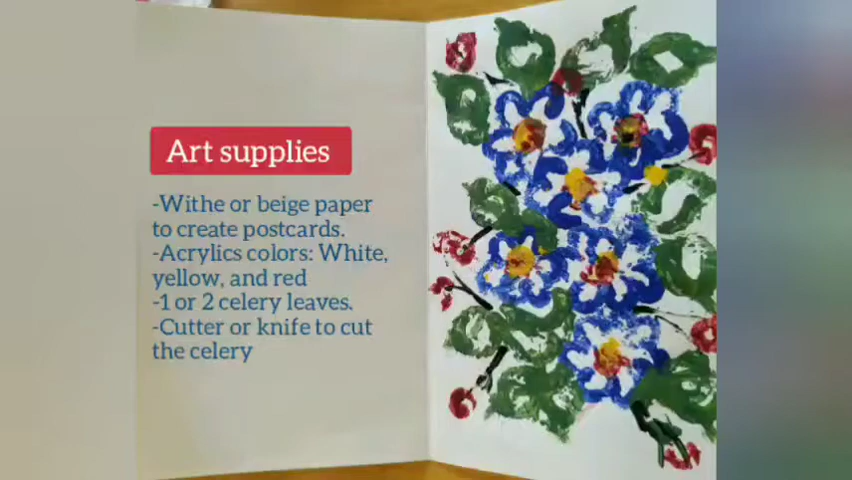 Art supplies
-Withe or beige paper
to create postcards.
-Acrylics colors: White,
yellow, and red
-1 or 2 celery leaves.
-Cutter or knife to cut
the celery